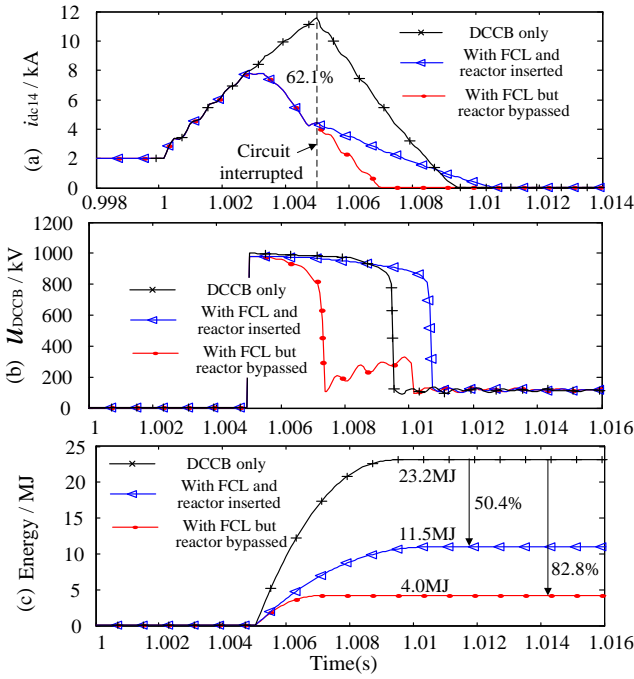 12
10
8
6
4
2
0
(a) idc14 / kA
DCCB only
With FCL and
reactor inserted
With FCL but
reactor bypassed
62.1%
Circuit
interrupted
0.998 1 1.002 1.004 1.006 1.008 1.01 1.012 1.014
1000
800
600
400
200
0
(b) uDCCB / kV
DCCB only
With FCL and
reactor inserted
With FCL but
reactor bypassed
1 1.002 1.004 1.006 1.008 1.01 1.012 1.014 1.016
25
20
15
10
5
0
(c) Energy / MJ
DCCB only
With FCL and
reactor inserted
With FCL but
reactor bypassed
23.2MJ
50.4%
11.5MJ
82.8%
4.0MJ
1 1.002 1.004 1.006 1.008 1.01 1.012 1.014 1.016
Time(s)